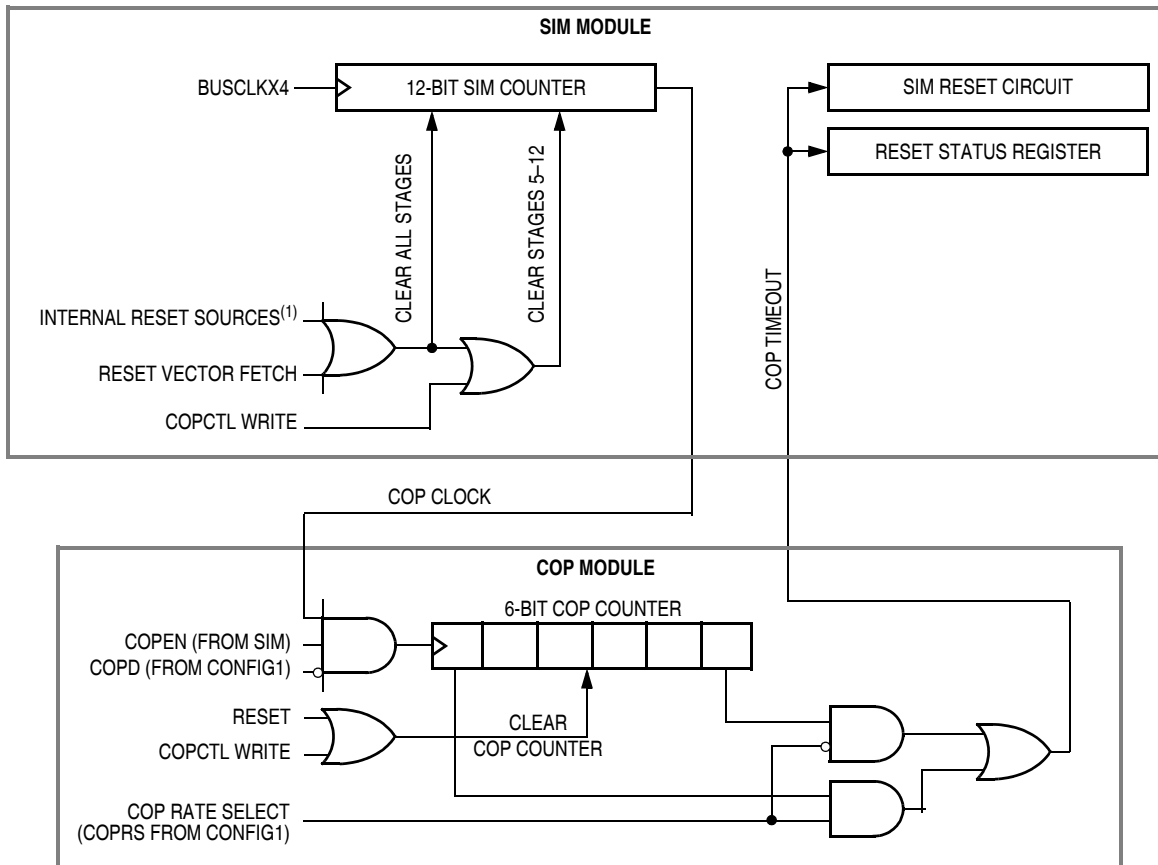 SIM MODULE
BUSCLKX4
12-BIT SIM COUNTER
SIM RESET CIRCUIT
RESET STATUS REGISTER
CLEAR ALL STAGES
CLEAR STAGES 5–12
INTERNAL RESET SOURCES(1)
RESET VECTOR FETCH
COPCTL WRITE
COP TIMEOUT
COP CLOCK
COP MODULE
6-BIT COP COUNTER
COPEN (FROM SIM)
COPD (FROM CONFIG1)
RESET
COPCTL WRITE
CLEAR
COP COUNTER
COP RATE SELECT
(COPRS FROM CONFIG1)